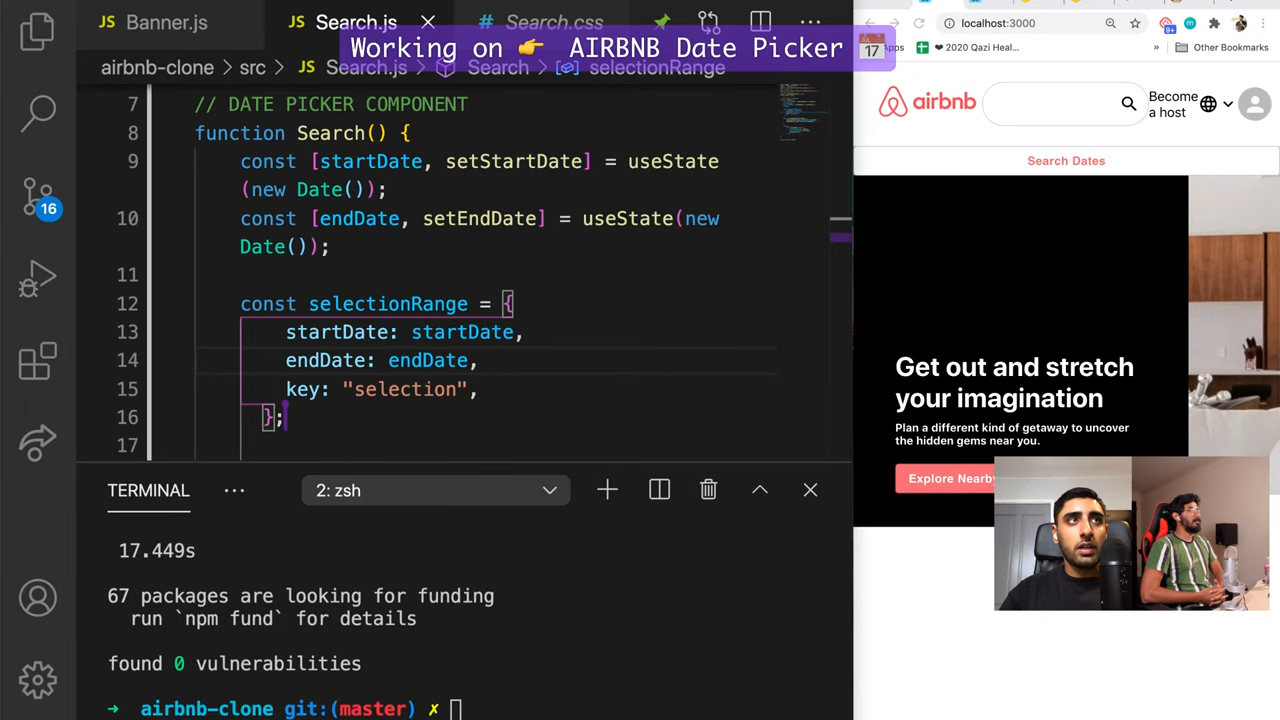 Banner.js
Search.js
Search.css
Working on 👉 AIRBNB Date Picker
17
airbnb-clone > src > JS Search.js > Search > selectionRange
7 // DATE PICKER COMPONENT
8 function Search() {
9 const [startDate, setStartDate] = useState
(new Date());
10 const [endDate, setEndDate] = useState(new
Date());
11
12 const selectionRange = {
13 startDate: startDate,
14 endDate: endDate,
15 key: "selection",
16 };
17
16
TERMINAL
2: zsh
17.449s
67 packages are looking for funding
run `npm fund` for details
found 0 vulnerabilities
➜ airbnb-clone git:(master) ✗
localhost:3000
Apps
❤ 2020 Qazi Heal...
»
Other Bookmarks
airbnb
Become
a host
Search Dates
Get out and stretch
your imagination
Plan a different kind of getaway to uncover
the hidden gems near you.
Explore Nearby